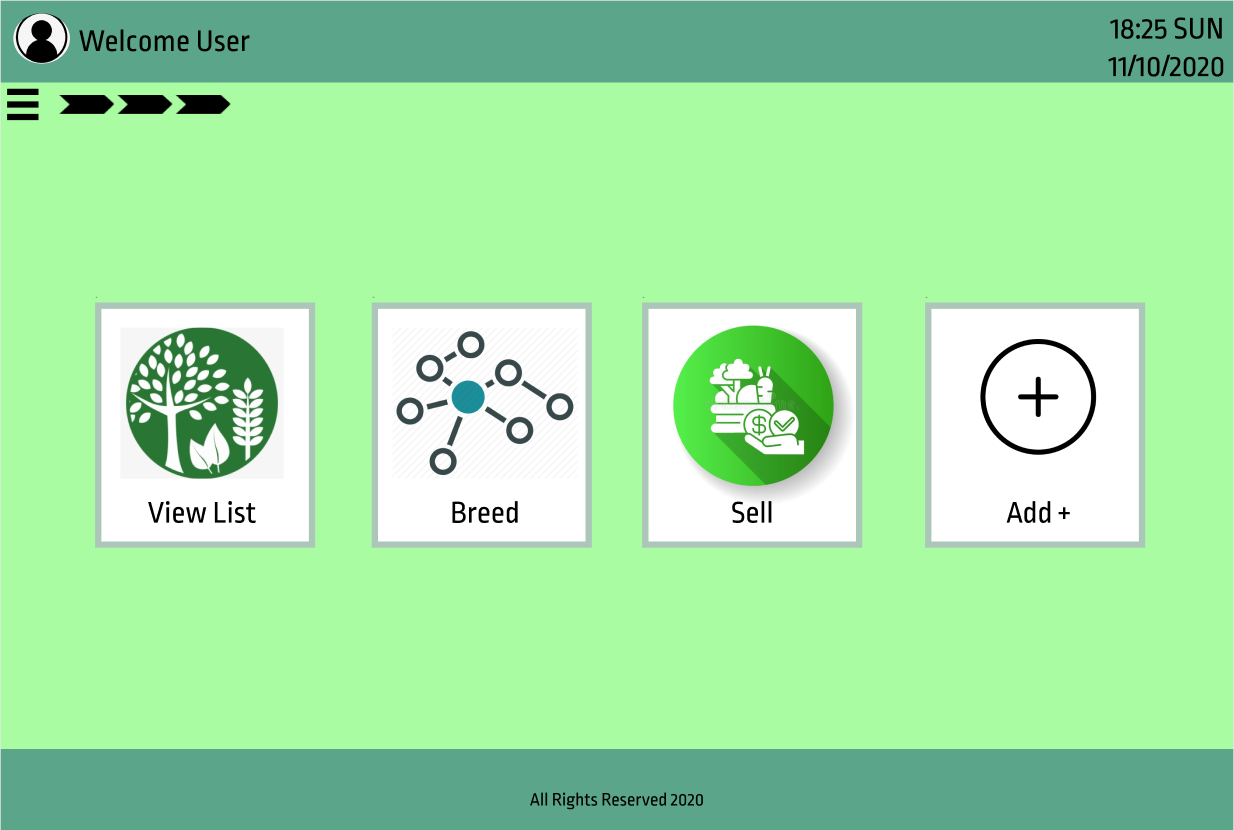 Welcome User
18:25 SUN
11/10/2020
View List
Breed
Sell
Add +
All Rights Reserved 2020